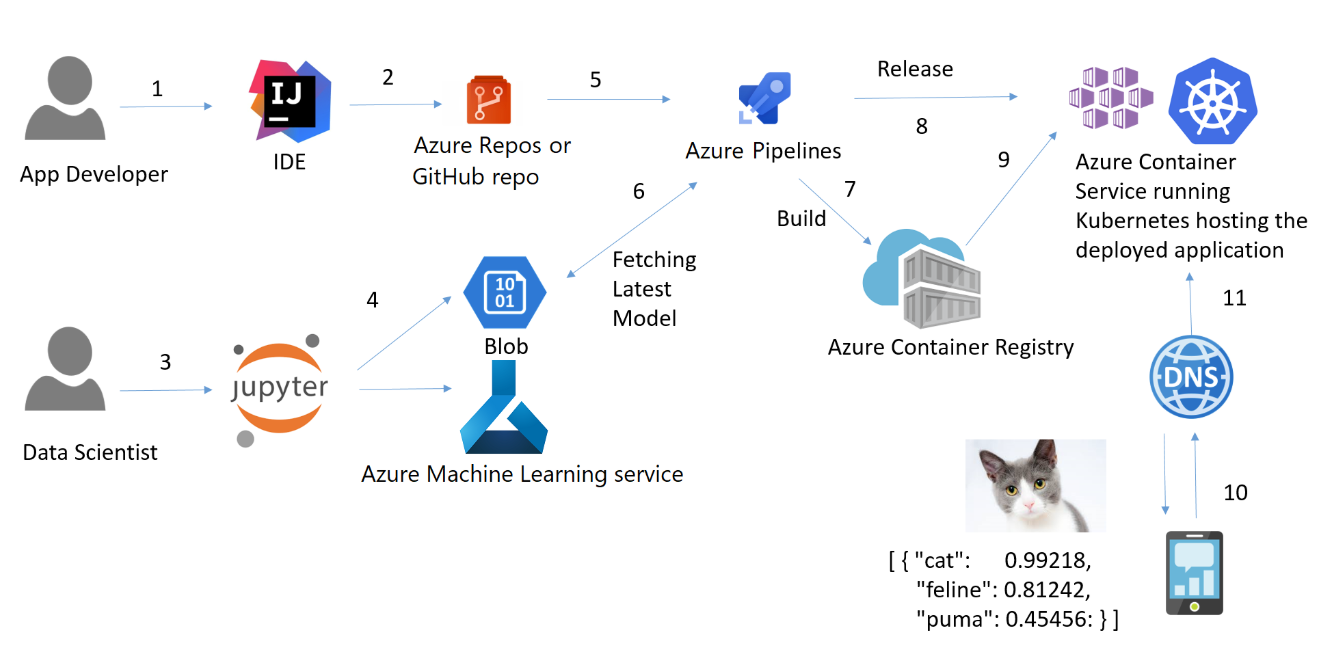 1
2
5
Release
8
IJ
App Developer
IDE
Azure Repos or
GitHub repo
Azure Pipelines
6
7
Build
9
Azure Container
Service running
Kubernetes hosting the
deployed application
Fetching
Latest
Model
10
01
Blob
4
3
jupyter
Data Scientist
Azure Machine Learning service
Azure Container Registry
11
DNS
10
[ { "cat": 0.99218,
"feline": 0.81242,
"puma": 0.45456: } ]